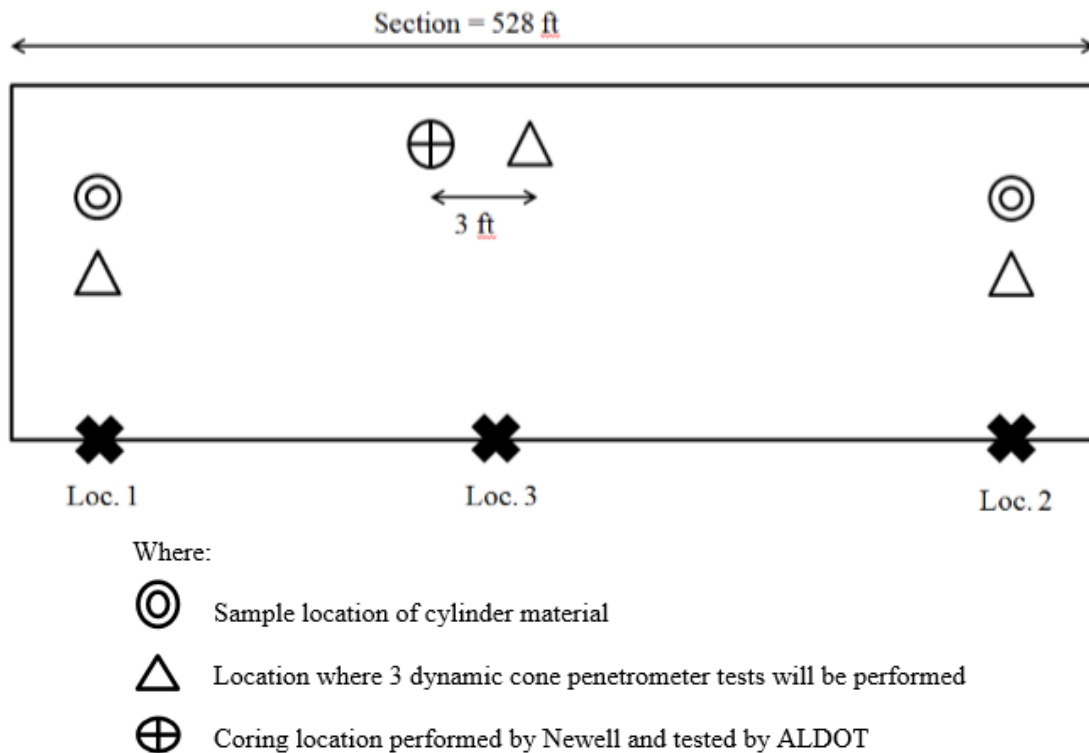 Section = 528 ft
3 ft
Loc. 1
Loc. 3
Loc. 2
Where:
Sample location of cylinder material
Location where 3 dynamic cone penetrometer tests will be performed
Coring location performed by Newell and tested by ALDOT